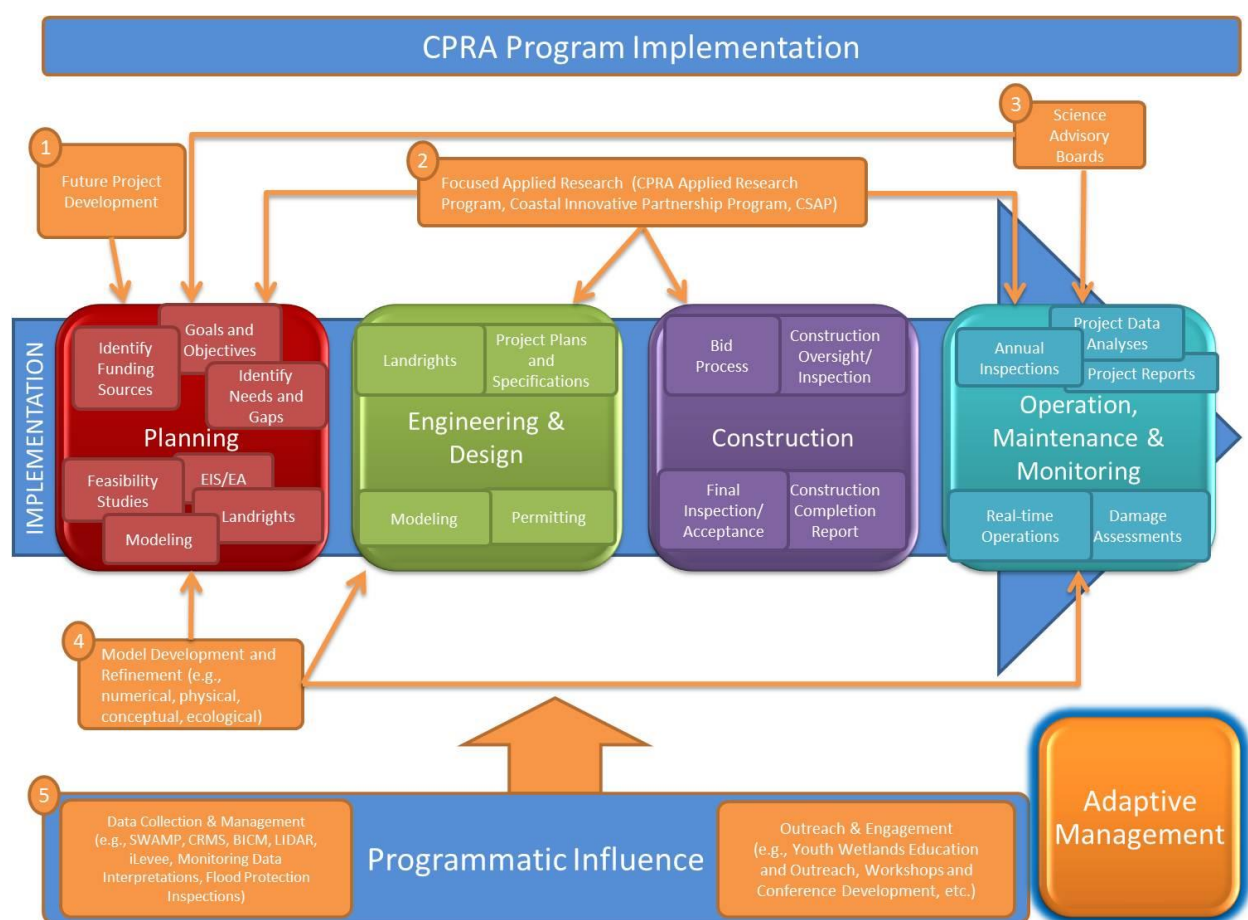 CPRA Program Implementation
1
Future Project
Development
2
Focused Applied Research (CPRA Applied Research
Program, Coastal Innovative Partnership Program, CSAP)
3
Science
Advisory
Boards
IMPLEMENTATION
Identify
Funding
Sources
Goals and
Objectives
Identify
Needs and
Gaps
Planning
Feasibility
Studies
EIS/EA
Landrights
Modeling
Landrights
Project Plans
and
Specifications
Engineering &
Design
Modeling
Permitting
Bid
Process
Construction
Oversight/
Inspection
Construction
Final
Inspection/
Acceptance
Construction
Completion
Report
Annual
Inspections
Project Data
Analyses
Project Reports
Operation,
Maintenance &
Monitoring
Real-time
Operations
Damage
Assessments
4
Model Development and
Refinement (e.g.,
numerical, physical,
conceptual, ecological)
5
Data Collection & Management
(e.g., SWAMP, CRMS, BICM, LIDAR,
iLevee, Monitoring Data
Interpretations, Flood Protection
Inspections)
Programmatic Influence
Outreach & Engagement
(e.g., Youth Wetlands Education
and Outreach, Workshops and
Conference Development, etc.)
Adaptive
Management